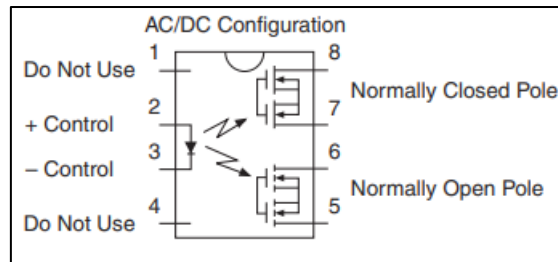 AC/DC Configuration
1 8
Do Not Use
Normally Closed Pole
2 7
+ Control
3 6
– Control
Normally Open Pole
4 5
Do Not Use